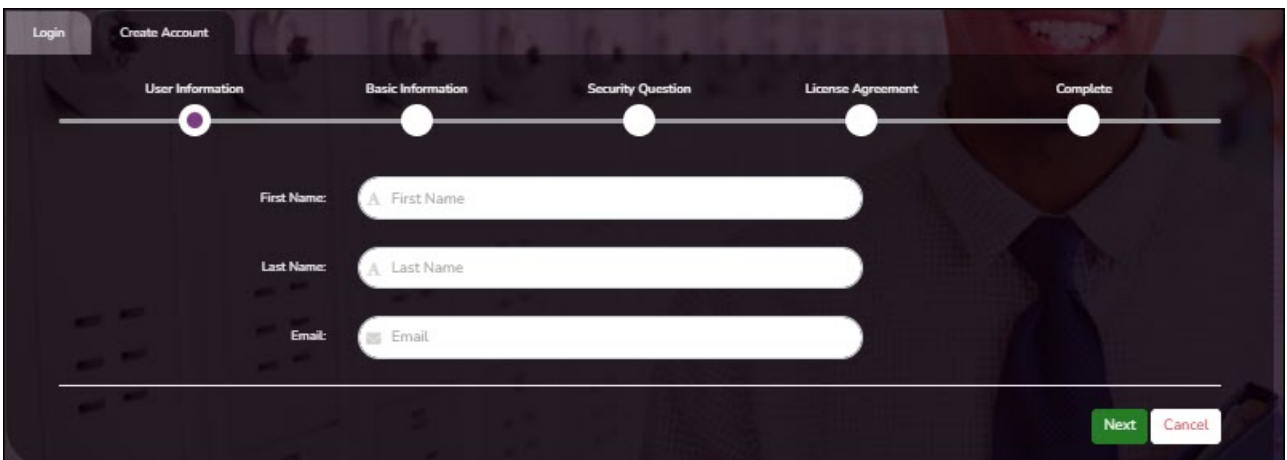 Login Create Account
User Information Basic Information Security Question License Agreement Complete
First Name: First Name
Last Name: Last Name
Email: Email
Next Cancel